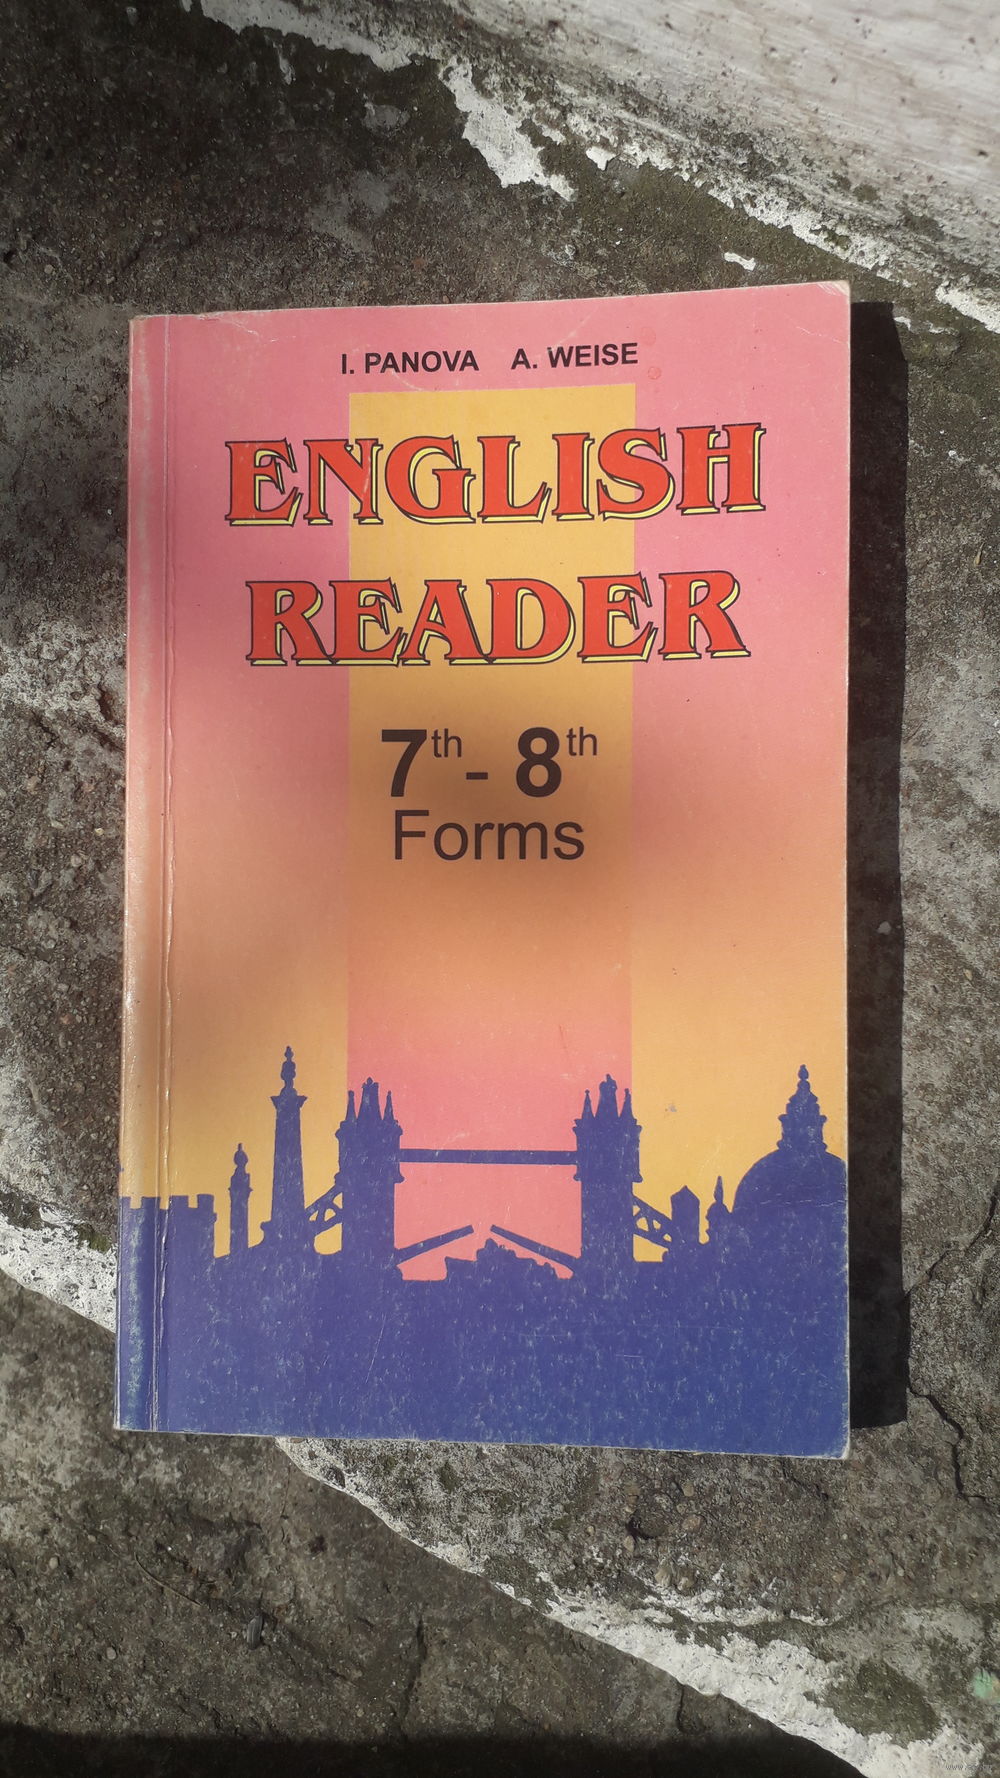 I. PANOVA A. WEISE
ENGLISH
READER
7th - 8th
Forms